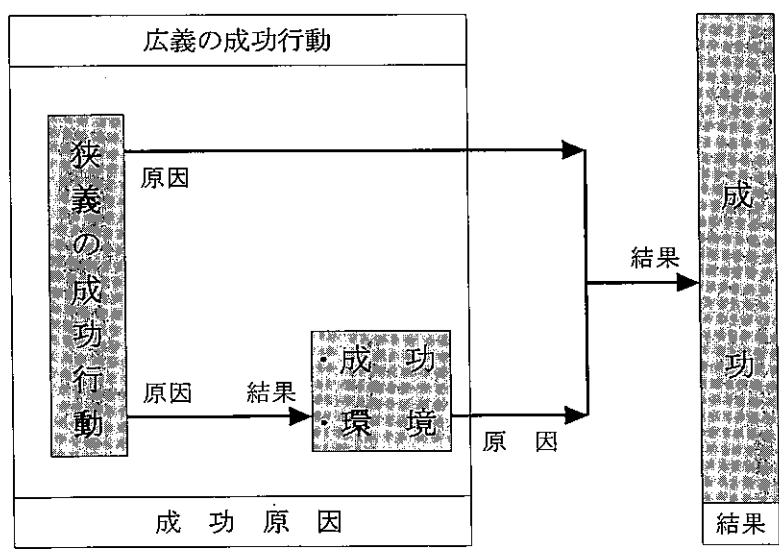 広義の成功行動
狭義の成功行動
原因
原因
結果
・成功
・環境
原因
成功原因
結果
成功
結果